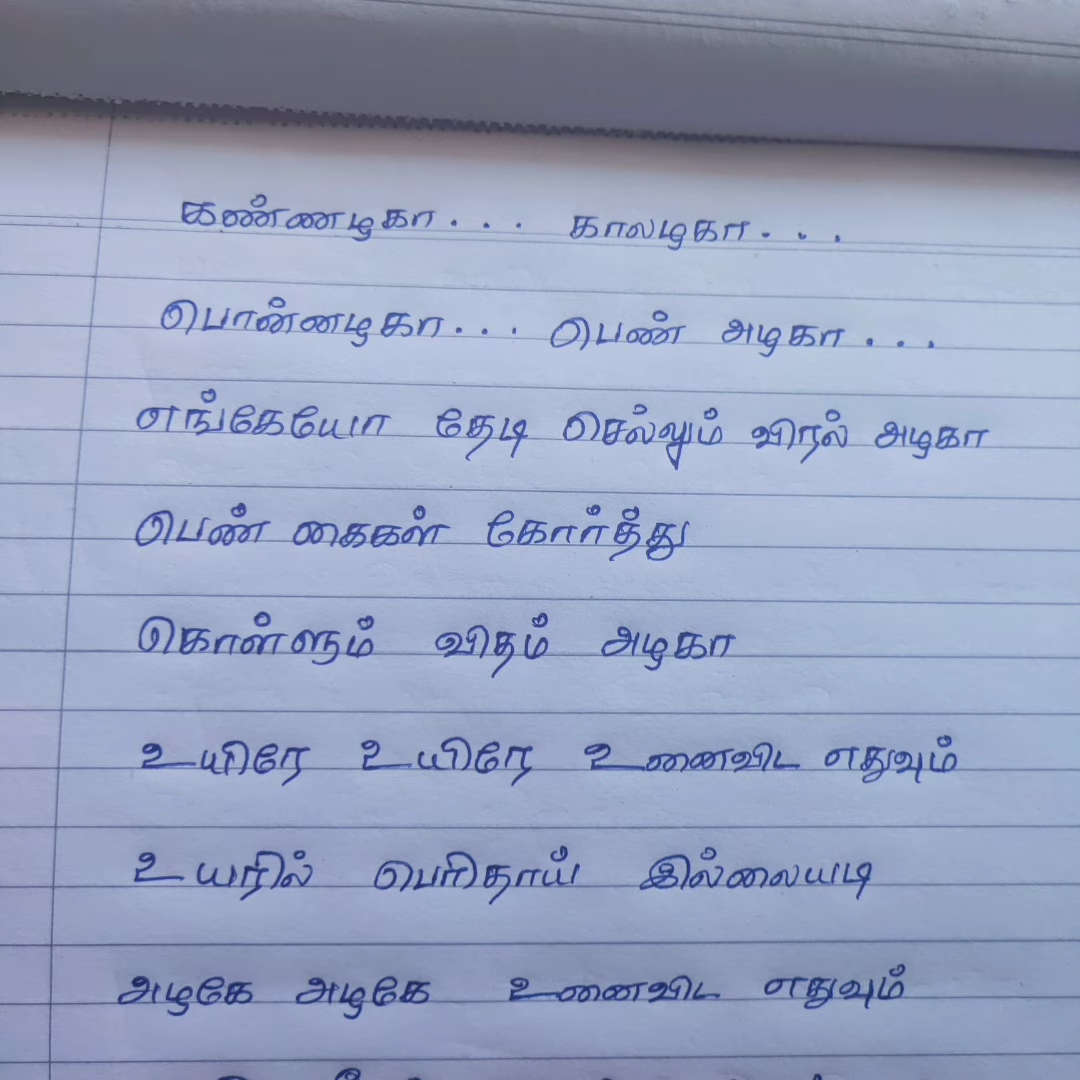 கண்ணழகா... காலழகா...
பொன்னழகா... பெண் அழகா...
எங்கேயோ தேடி செல்லும் விரல் அழகா
பெண் கைகள் கோர்த்து
கொள்ளும் விதம் அழகா
உயிரே உயிரே உனைவிட எதுவும்
உயரில் பெரிதாய் இல்லையடி
அழகே அழகே உனைவிட எதுவும்